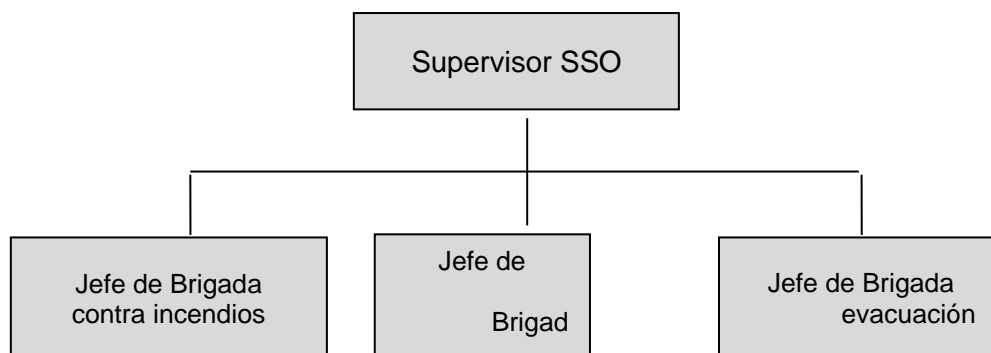 Supervisor SSO
Jefe de Brigada
contra incendios
Jefe de
Brigad
Jefe de Brigada
evacuación